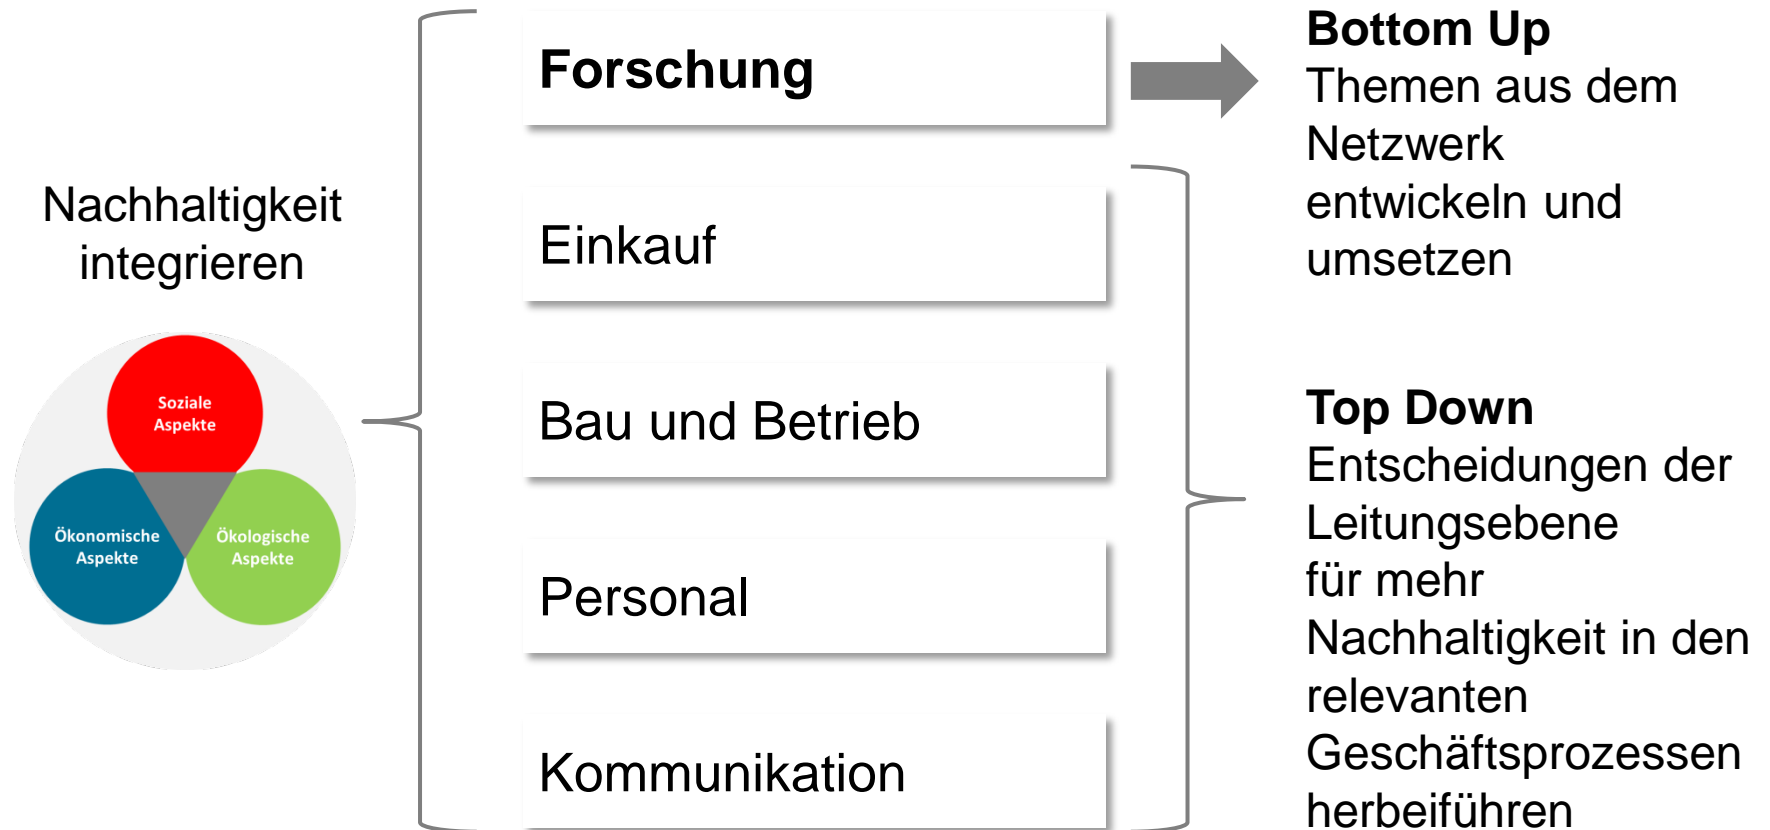 Nachhaltigkeit
integrieren
Soziale
Aspekte
Ökonomische
Aspekte
Ökologische
Aspekte
Forschung
Einkauf
Bau und Betrieb
Personal
Kommunikation
Bottom Up
Themen aus dem
Netzwerk
entwickeln und
umsetzen
Top Down
Entscheidungen der
Leitungsebene
für mehr
Nachhaltigkeit in den
relevanten
Geschäftsprozessen
herbeiführen